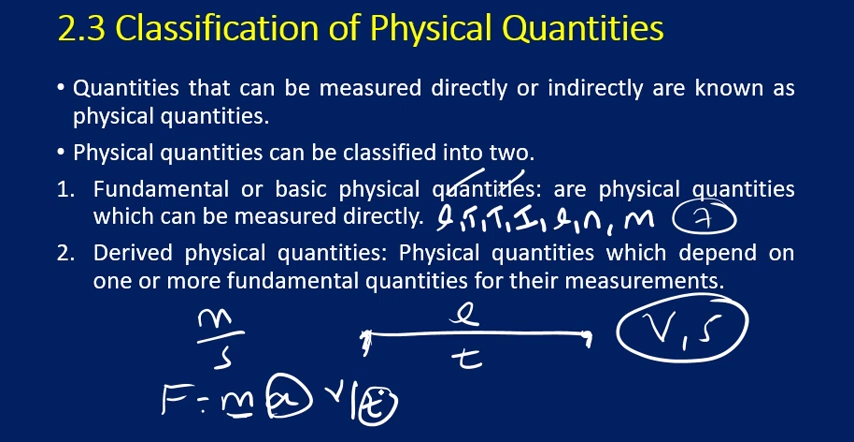 2.3 Classification of Physical Quantities
• Quantities that can be measured directly or indirectly are known as
physical quantities.
• Physical quantities can be classified into two.
1. Fundamental or basic physical quantities: are physical quantities
which can be measured directly. l, T, T, I, l, n, m 7
2. Derived physical quantities: Physical quantities which depend on
one or more fundamental quantities for their measurements.
m/s
l
t
V, S
F = ma v/t